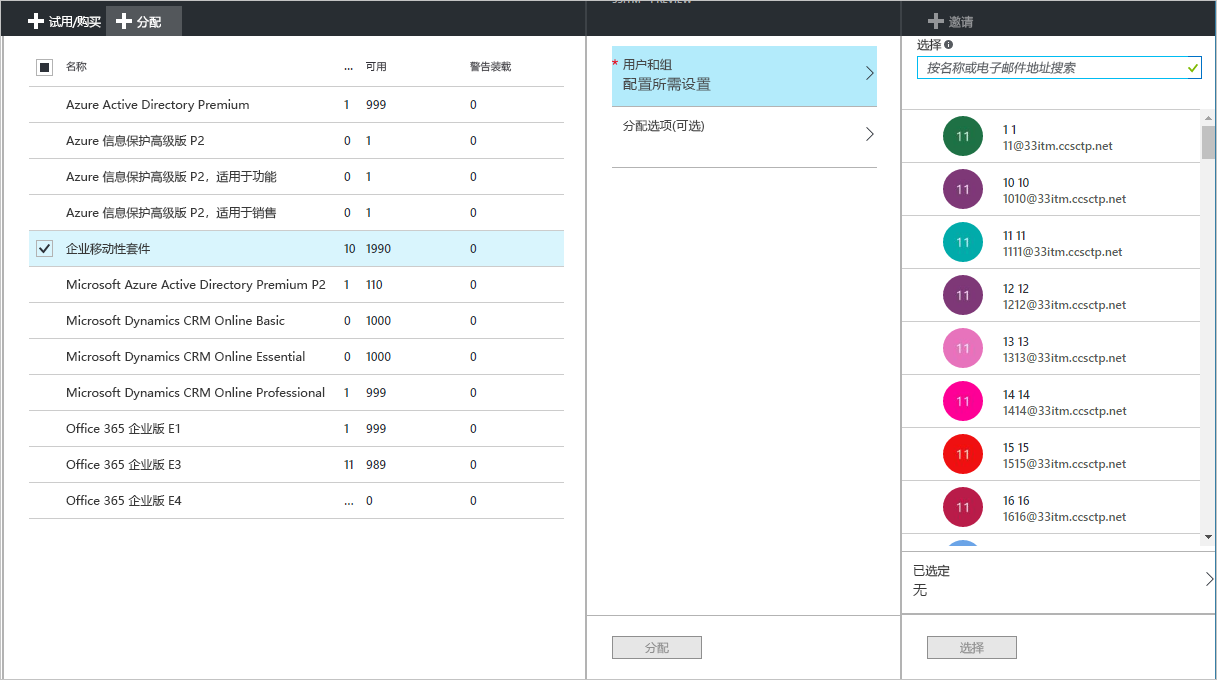 试用/购买
分配
名称 ... 可用 警告装载
Azure Active Directory Premium 1 999 0
Azure 信息保护高级版 P2 0 1 0
Azure 信息保护高级版 P2，适用于功能 0 1 0
Azure 信息保护高级版 P2，适用于销售 0 1 0
企业移动性套件 10 1990 0
Microsoft Azure Active Directory Premium P2 1 110 0
Microsoft Dynamics CRM Online Basic 0 1000 0
Microsoft Dynamics CRM Online Essential 0 1000 0
Microsoft Dynamics CRM Online Professional 1 999 0
Office 365 企业版 E1 1 999 0
Office 365 企业版 E3 11 989 0
Office 365 企业版 E4 ... 0 0
* 用户和组
配置所需设置
分配选项(可选)
分配
邀请
选择
按名称或电子邮件地址搜索
11
1 1
11@33itm.ccsctp.net
11
10 10
1010@33itm.ccsctp.net
11
11 11
1111@33itm.ccsctp.net
11
12 12
1212@33itm.ccsctp.net
11
13 13
1313@33itm.ccsctp.net
11
14 14
1414@33itm.ccsctp.net
11
15 15
1515@33itm.ccsctp.net
11
16 16
1616@33itm.ccsctp.net
已选定
无
选择